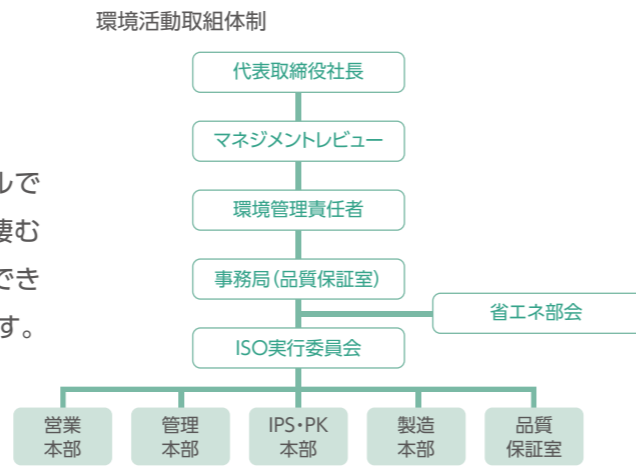 環境活動取組体制
代表取締役社長
マネジメントレビュー
環境管理責任者
ルで
棲む
でき
す。
事務局(品質保証室)
省エネ部会
ISO実行委員会
営業
本部
管理
本部
IPS・PK
本部
製造
本部
品質
保証室